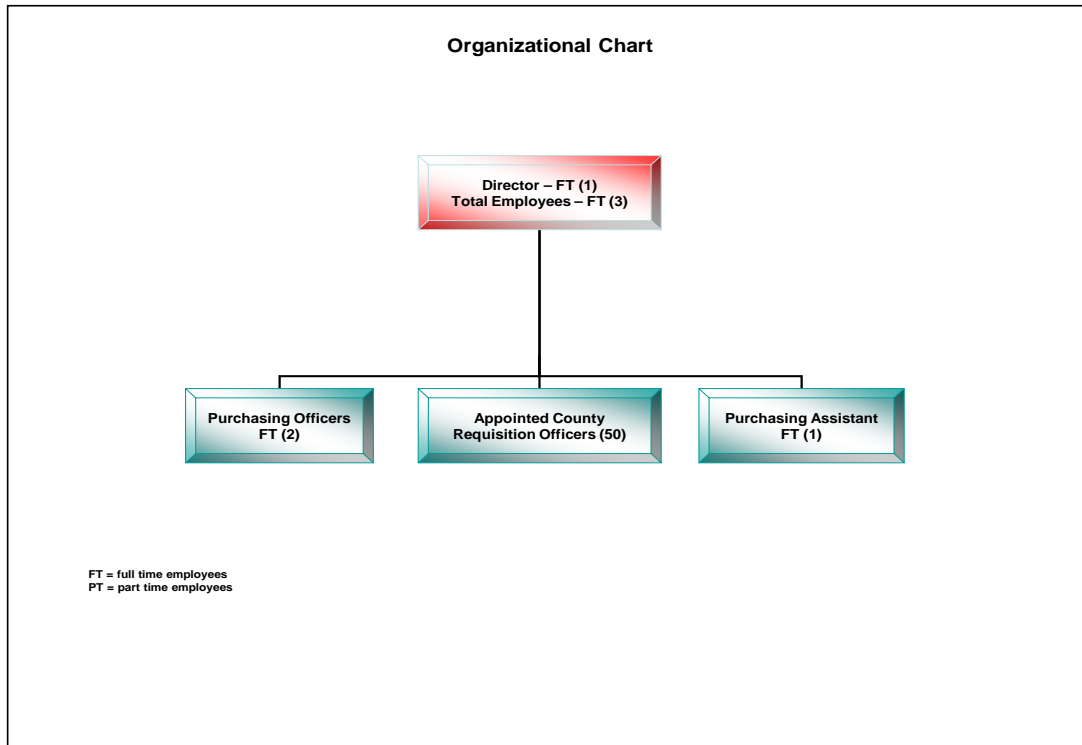 Organizational Chart
Director – FT (1)
Total Employees – FT (3)
Purchasing Officers
FT (2)
Appointed County
Requisition Officers (50)
Purchasing Assistant
FT (1)
FT = full time employees
PT = part time employees